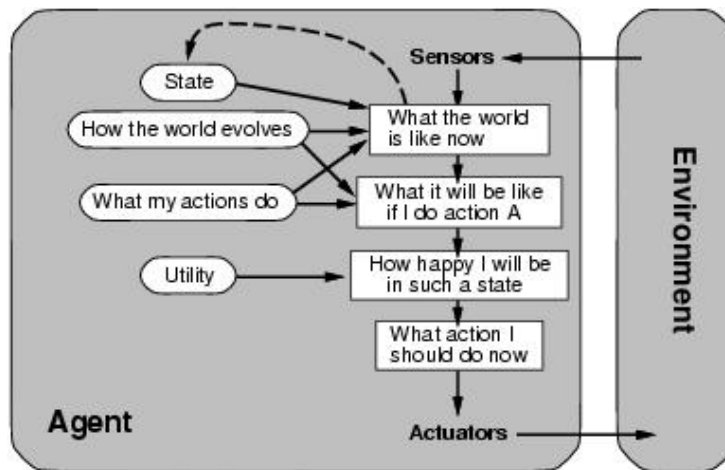 Sensors
State
What the world
is like now
How the world evolves
What my actions do
What it will be like
if I do action A
Utility
How happy I will be
in such a state
What action I
should do now
Agent
Actuators
Environment